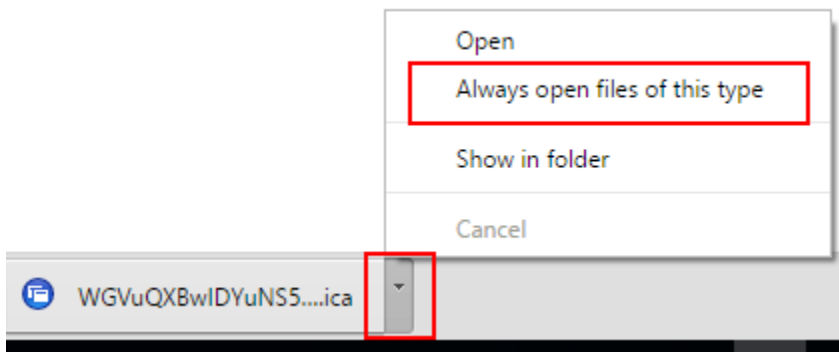 Open
Always open files of this type
Show in folder
Cancel
WGVuQXBwIDYuNS5....ica